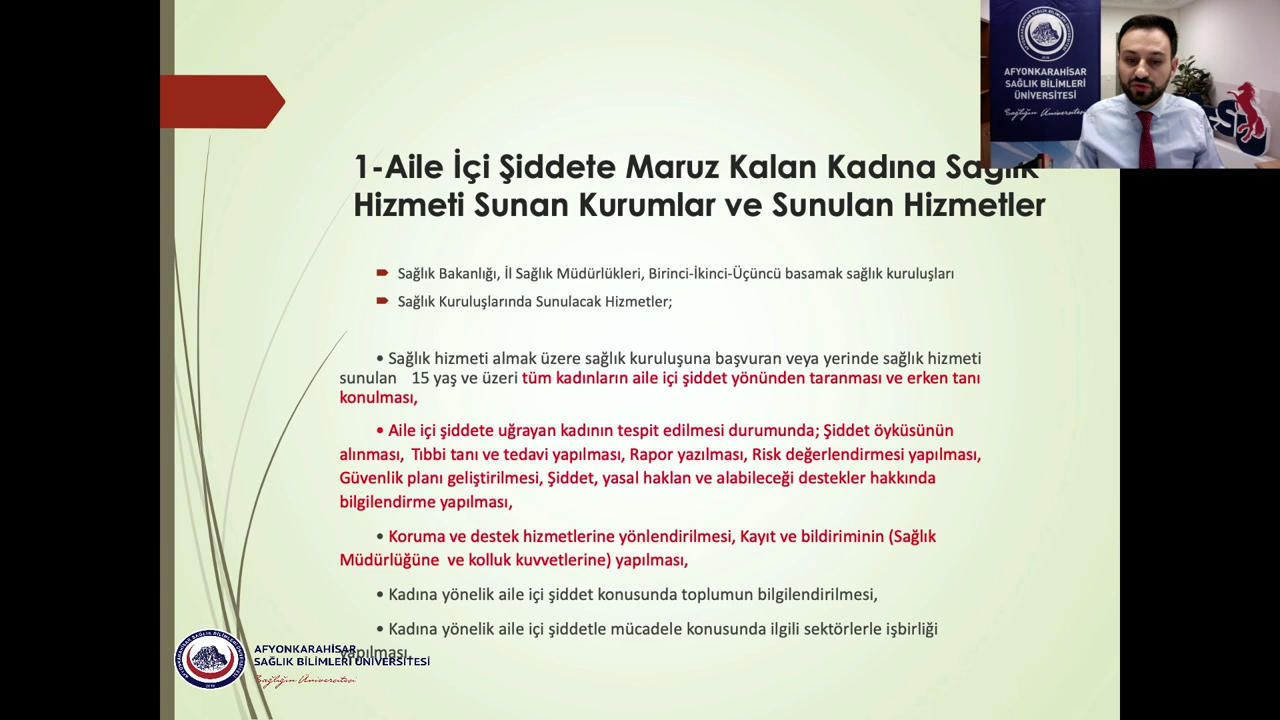 AFYONKARAHİSAR
SAĞLIK BİLİMLERİ
ÜNİVERSİTESİ
Sağlığın Üniversitesi
1-Aile İçi Şiddete Maruz Kalan Kadına Sağlık
Hizmeti Sunan Kurumlar ve Sunulan Hizmetler
Sağlık Bakanlığı, İl Sağlık Müdürlükleri, Birinci-İkinci-Üçüncü basamak sağlık kuruluşları
Sağlık Kuruluşlarında Sunulacak Hizmetler;
• Sağlık hizmeti almak üzere sağlık kuruluşuna başvuran veya yerinde sağlık hizmeti
sunulan 15 yaş ve üzeri tüm kadınların aile içi şiddet yönünden taranması ve erken tanı
konulması,
• Aile içi şiddete uğrayan kadının tespit edilmesi durumunda; Şiddet öyküsünün
alınması, Tıbbi tanı ve tedavi yapılması, Rapor yazılması, Risk değerlendirmesi yapılması,
Güvenlik planı geliştirilmesi, Şiddet, yasal haklan ve alabileceği destekler hakkında
bilgilendirme yapılması,
• Koruma ve destek hizmetlerine yönlendirilmesi, Kayıt ve bildiriminin (Sağlık
Müdürlüğüne ve kolluk kuvvetlerine) yapılması,
• Kadına yönelik aile içi şiddet konusunda toplumun bilgilendirilmesi,
• Kadına yönelik aile içi şiddetle mücadele konusunda ilgili sektörlerle işbirliği
yapılması.
AFYONKARAHİSAR
SAĞLIK BİLİMLERİ ÜNİVERSİTESİ
Sağlığın Üniversitesi